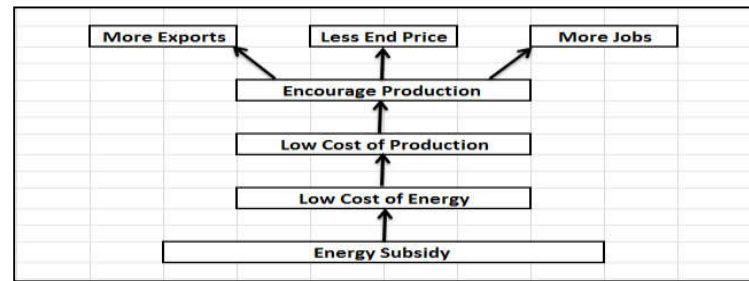 More Exports
Less End Price
More Jobs
Encourage Production
Low Cost of Production
Low Cost of Energy
Energy Subsidy